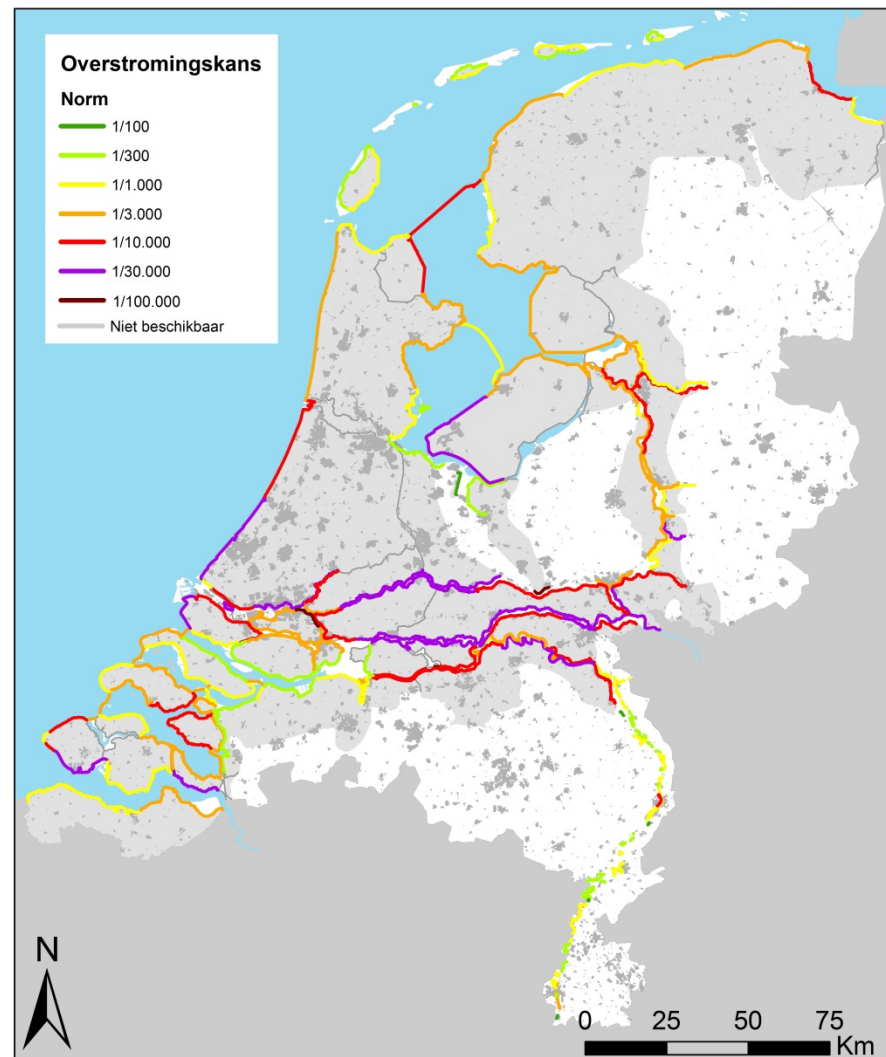 Overstromingskans
Norm
1/100
1/300
1/1.000
1/3.000
1/10.000
1/30.000
1/100.000
Niet beschikbaar
N
0 25 50 75
Km